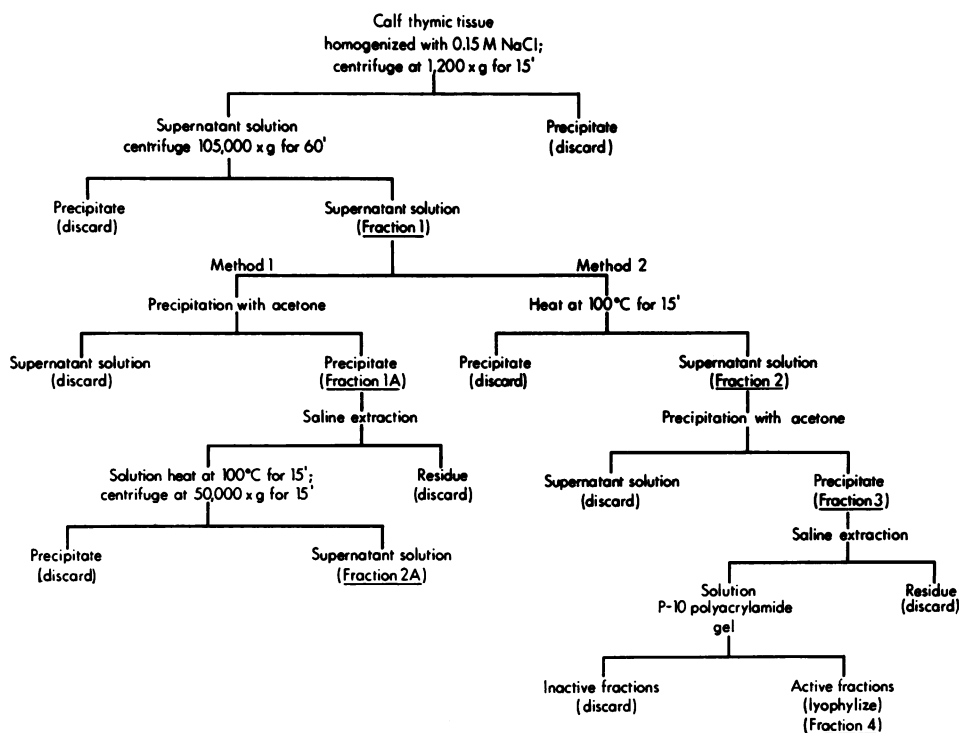 Calf thymic tissue
homogenized with 0.15 M NaCl;
centrifuge at 1,200 x g for 15'
Supernatant solution
centrifuge 105,000 x g for 60'
Precipitate
(discard)
Precipitate
(discard)
Supernatant solution
(Fraction 1)
Method 1
Method 2
Precipitation with acetone
Heat at 100°C for 15'
Supernatant solution
(discard)
Precipitate
(Fraction 1A)
Precipitate
(discard)
Supernatant solution
(Fraction 2)
Saline extraction
Precipitation with acetone
Solution heat at 100°C for 15';
centrifuge at 50,000 x g for 15'
Residue
(discard)
Supernatant solution
(discard)
Precipitate
(Fraction 3)
Saline extraction
Precipitate
(discard)
Supernatant solution
(Fraction 2A)
Solution
P-10 polyacrylamide
gel
Residue
(discard)
Inactive fractions
(discard)
Active fractions
(lyophylize)
(Fraction 4)